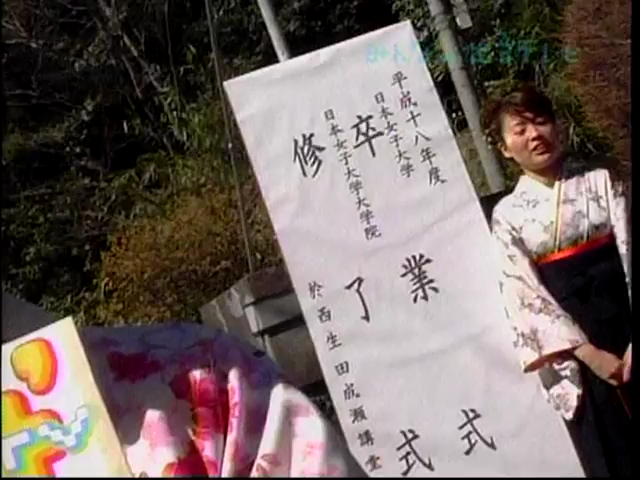 平成十八年度
日本女子大学
卒業式
日本女子大学大学院
修了式
於西生田成瀬講堂